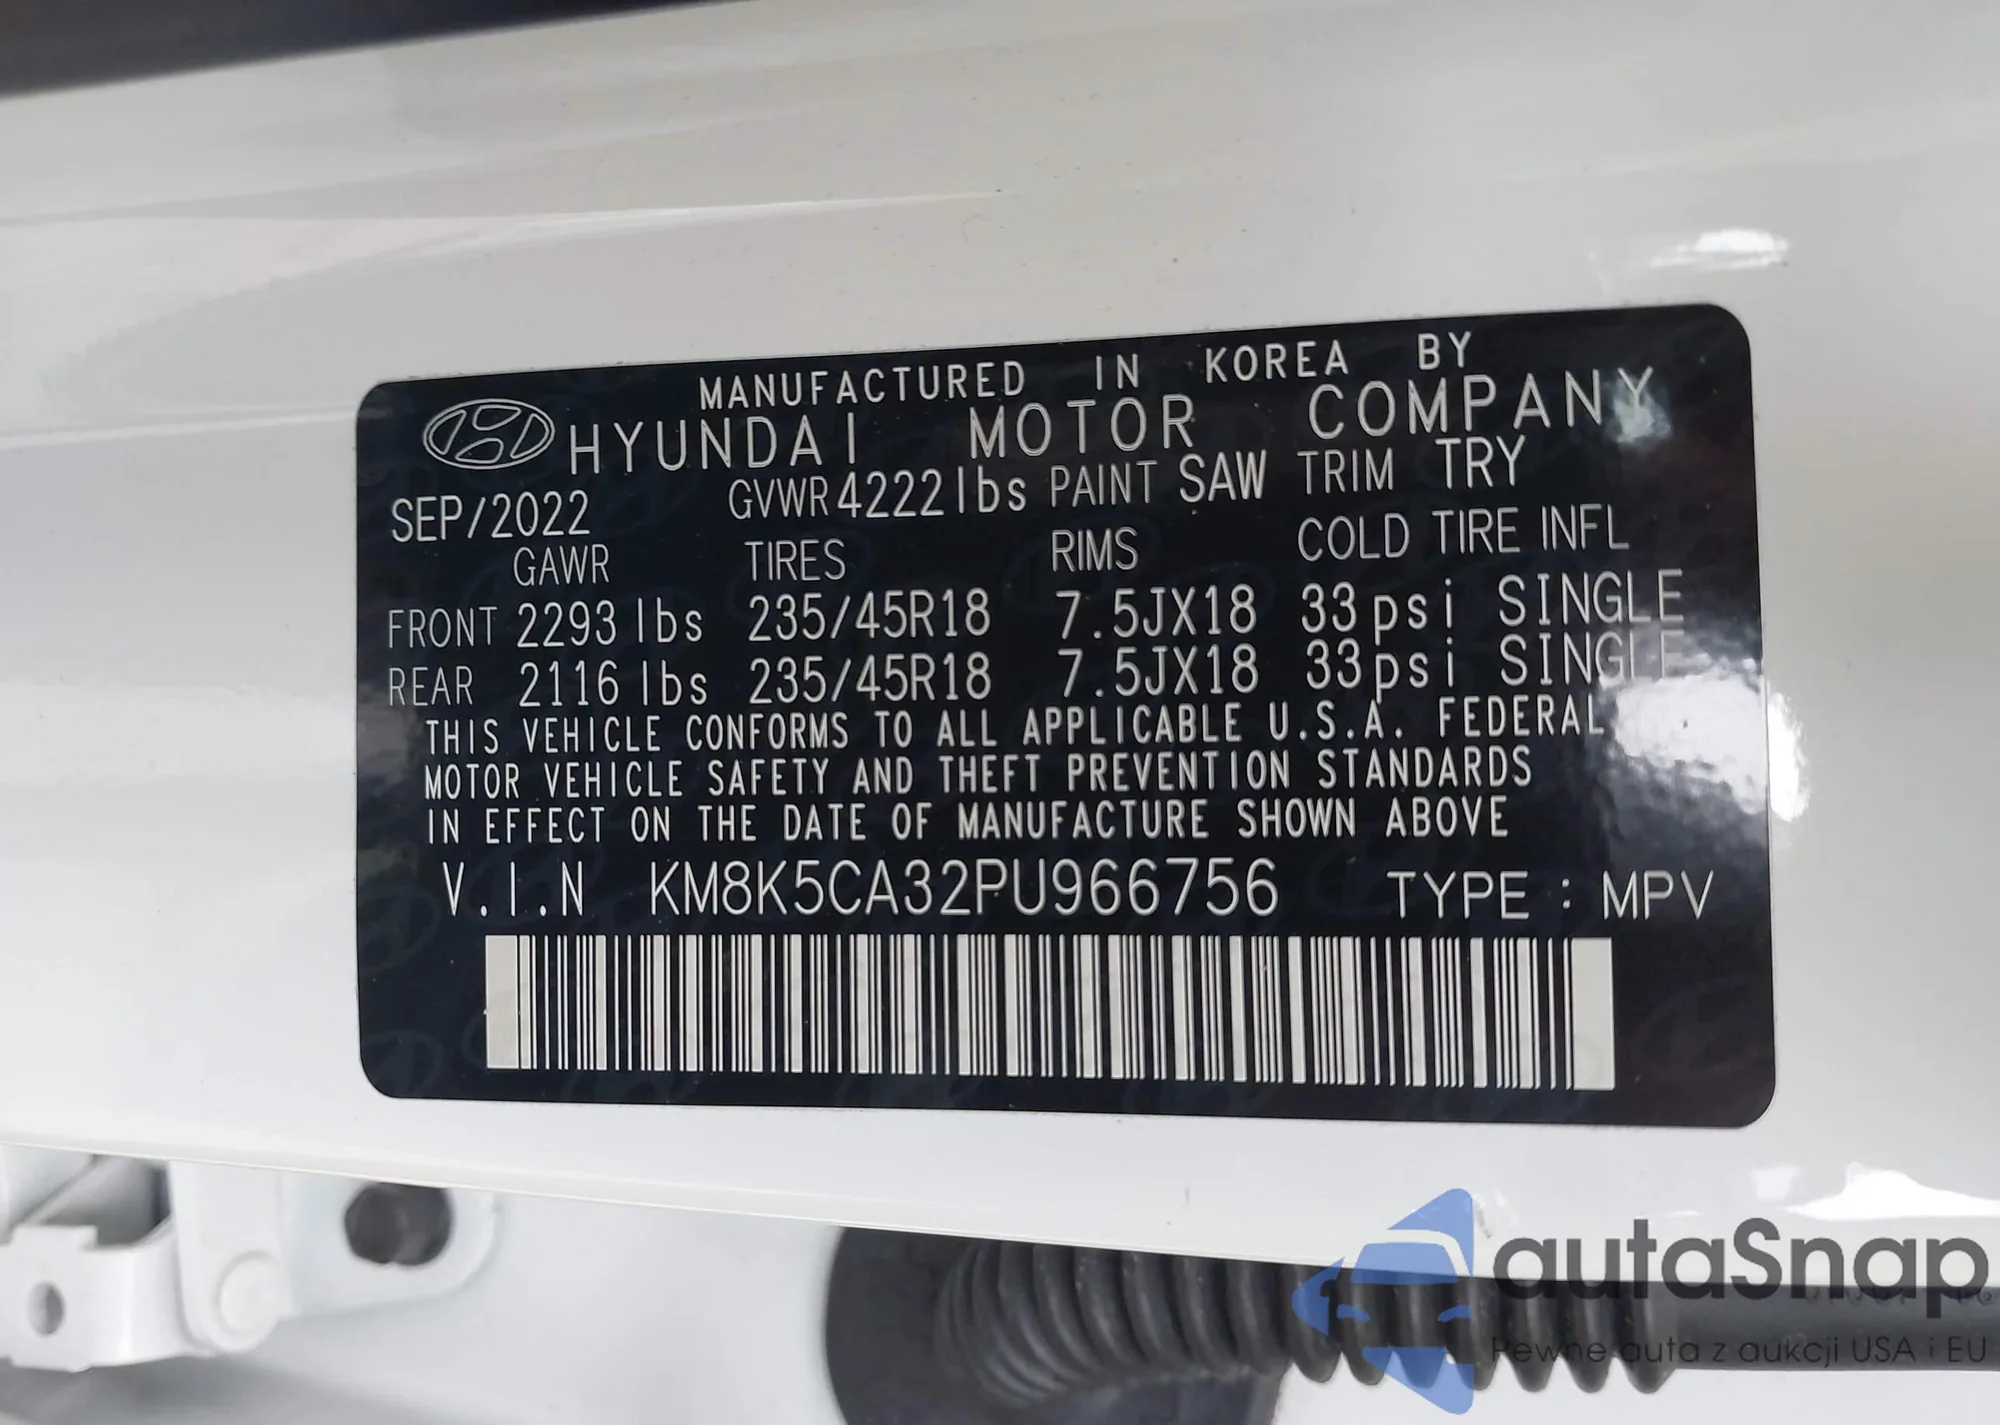 MANUFACTURED IN KOREA BY
HYUNDAI MOTOR COMPANY
SEP/2022 GVWR 4222lbs PAINT SAW TRIM TRY
GAWR TIRES RIMS COLD TIRE INFL
FRONT 2293 lbs 235/45R18 7.5JX18 33psi SINGLE
REAR 2116 lbs 235/45R18 7.5JX18 33psi SINGLE
THIS VEHICLE CONFORMS TO ALL APPLICABLE U.S.A. FEDERAL
MOTOR VEHICLE SAFETY AND THEFT PREVENTION STANDARDS
IN EFFECT ON THE DATE OF MANUFACTURE SHOWN ABOVE
V.I.N KM8K5CA32PU966756 TYPE : MPV
autaSnap
Pewne auta z aukcji USA i EU